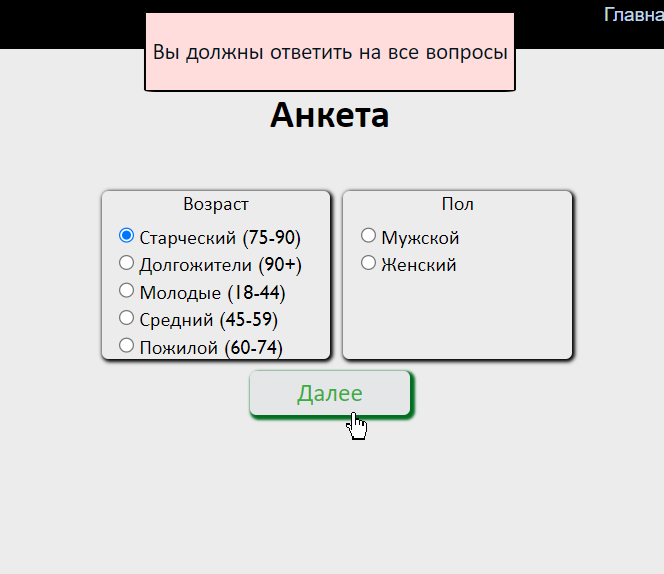 Главна
Вы должны ответить на все вопросы
Анкета
Возраст
Старческий (75-90)
Долгожители (90+)
Молодые (18-44)
Средний (45-59)
Пожилой (60-74)
Пол
Мужской
Женский
Далее